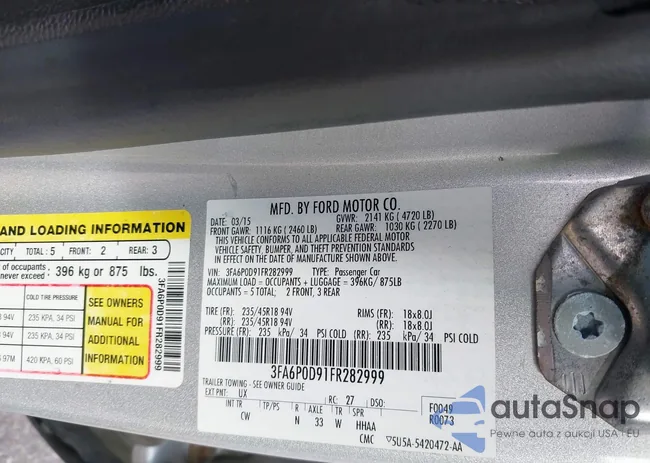 AND LOADING INFORMATION
CITY TOTAL: 5 FRONT: 2 REAR: 3
of occupants. 396 kg or 875 lbs.
never exceed
COLD TIRE PRESSURE
94V 235 KPA, 34 PSI
94V 235 KPA, 34 PSI
97M 420 KPA, 60 PSI
SEE OWNERS
MANUAL FOR
ADDITIONAL
INFORMATION
3FA6P0D91FR282999
MFD. BY FORD MOTOR CO.
DATE: 03/15 GVWR: 2141 KG (4720 LB)
FRONT GAWR: 1116 KG (2460 LB) REAR GAWR: 1030 KG (2270 LB)
THIS VEHICLE CONFORMS TO ALL APPLICABLE FEDERAL MOTOR
VEHICLE SAFETY, BUMPER, AND THEFT PREVENTION STANDARDS
IN EFFECT ON THE DATE OF MANUFACTURE SHOWN ABOVE.
VIN: 3FA6P0D91FR282999 TYPE: Passenger Car
MAXIMUM LOAD = OCCUPANTS + LUGGAGE = 396KG/ 875LB
OCCUPANTS = 5 TOTAL: 2 FRONT, 3 REAR
TIRE (FR): 235/45R18 94V RIMS (FR): 18x8.0J
(RR): 235/45R18 94V (RR): 18x8.0J
PRESSURE (FR): 235 kPa/ 34 PSI COLD (RR): 235 kPa/ 34 PSI COLD
3FA6P0D91FR282999
TRAILER TOWING - SEE OWNER GUIDE
EXT PNT: UX RC: 27 DSO: F0049
INT TR TP/PS R AXLE TR SPR R0073
CW N 33 W HHAA
CMC 5U5A-5420472-AA
autoSnap
Pewne auta z aukcji USA i EU